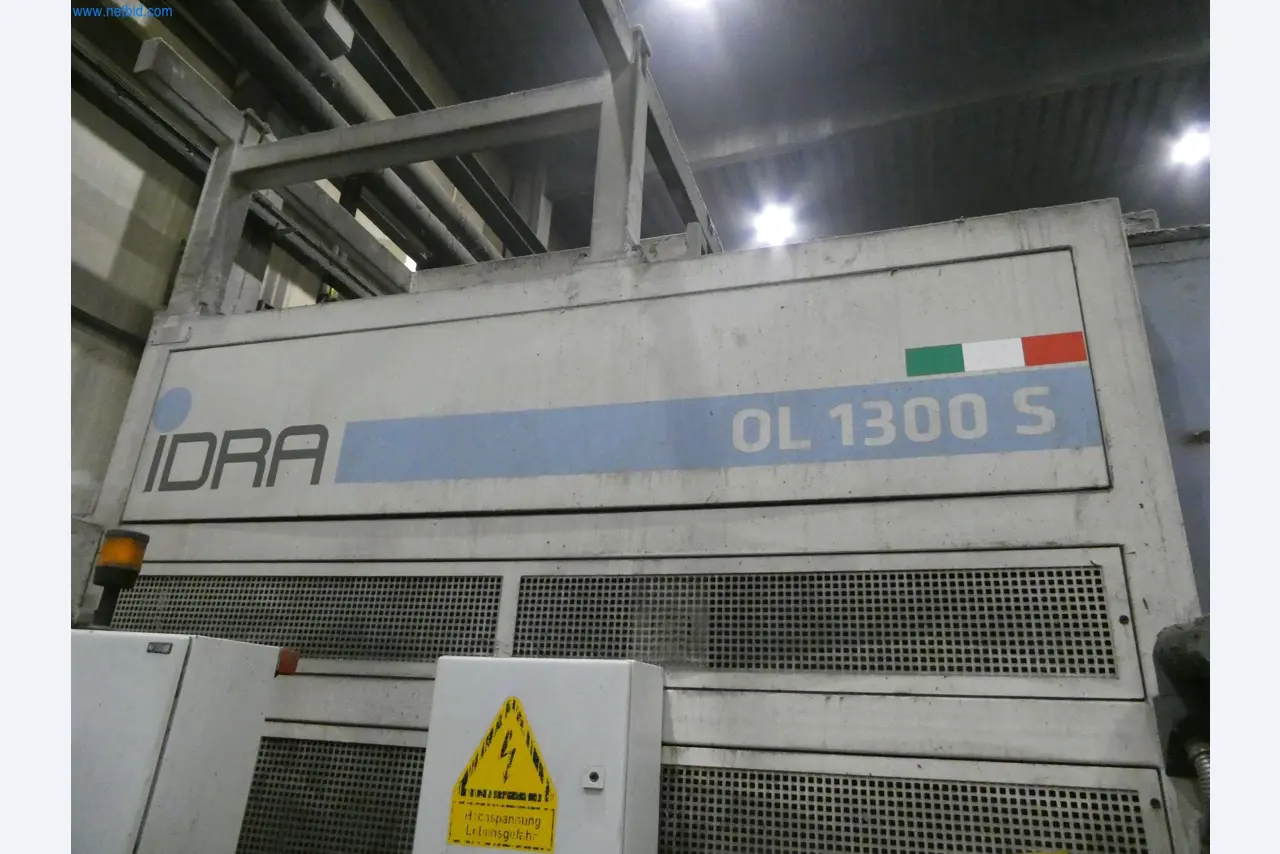 www.netbid.com
IDRA
OL 1300 S
Hochspannung
Lebensgefahr